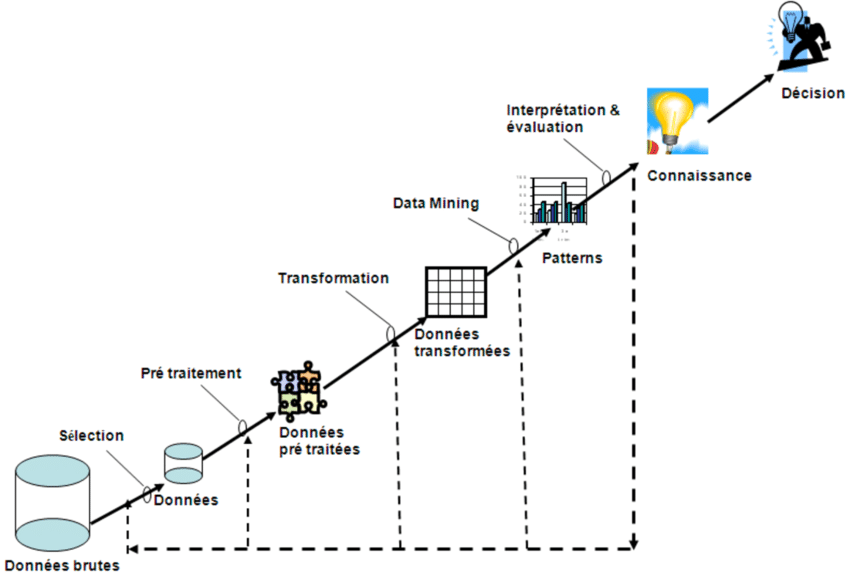 Décision
Interprétation &
évaluation
Connaissance
Data Mining
Patterns
Transformation
Données
transformées
Pré traitement
Données
pré traitées
Sélection
Données
Données brutes